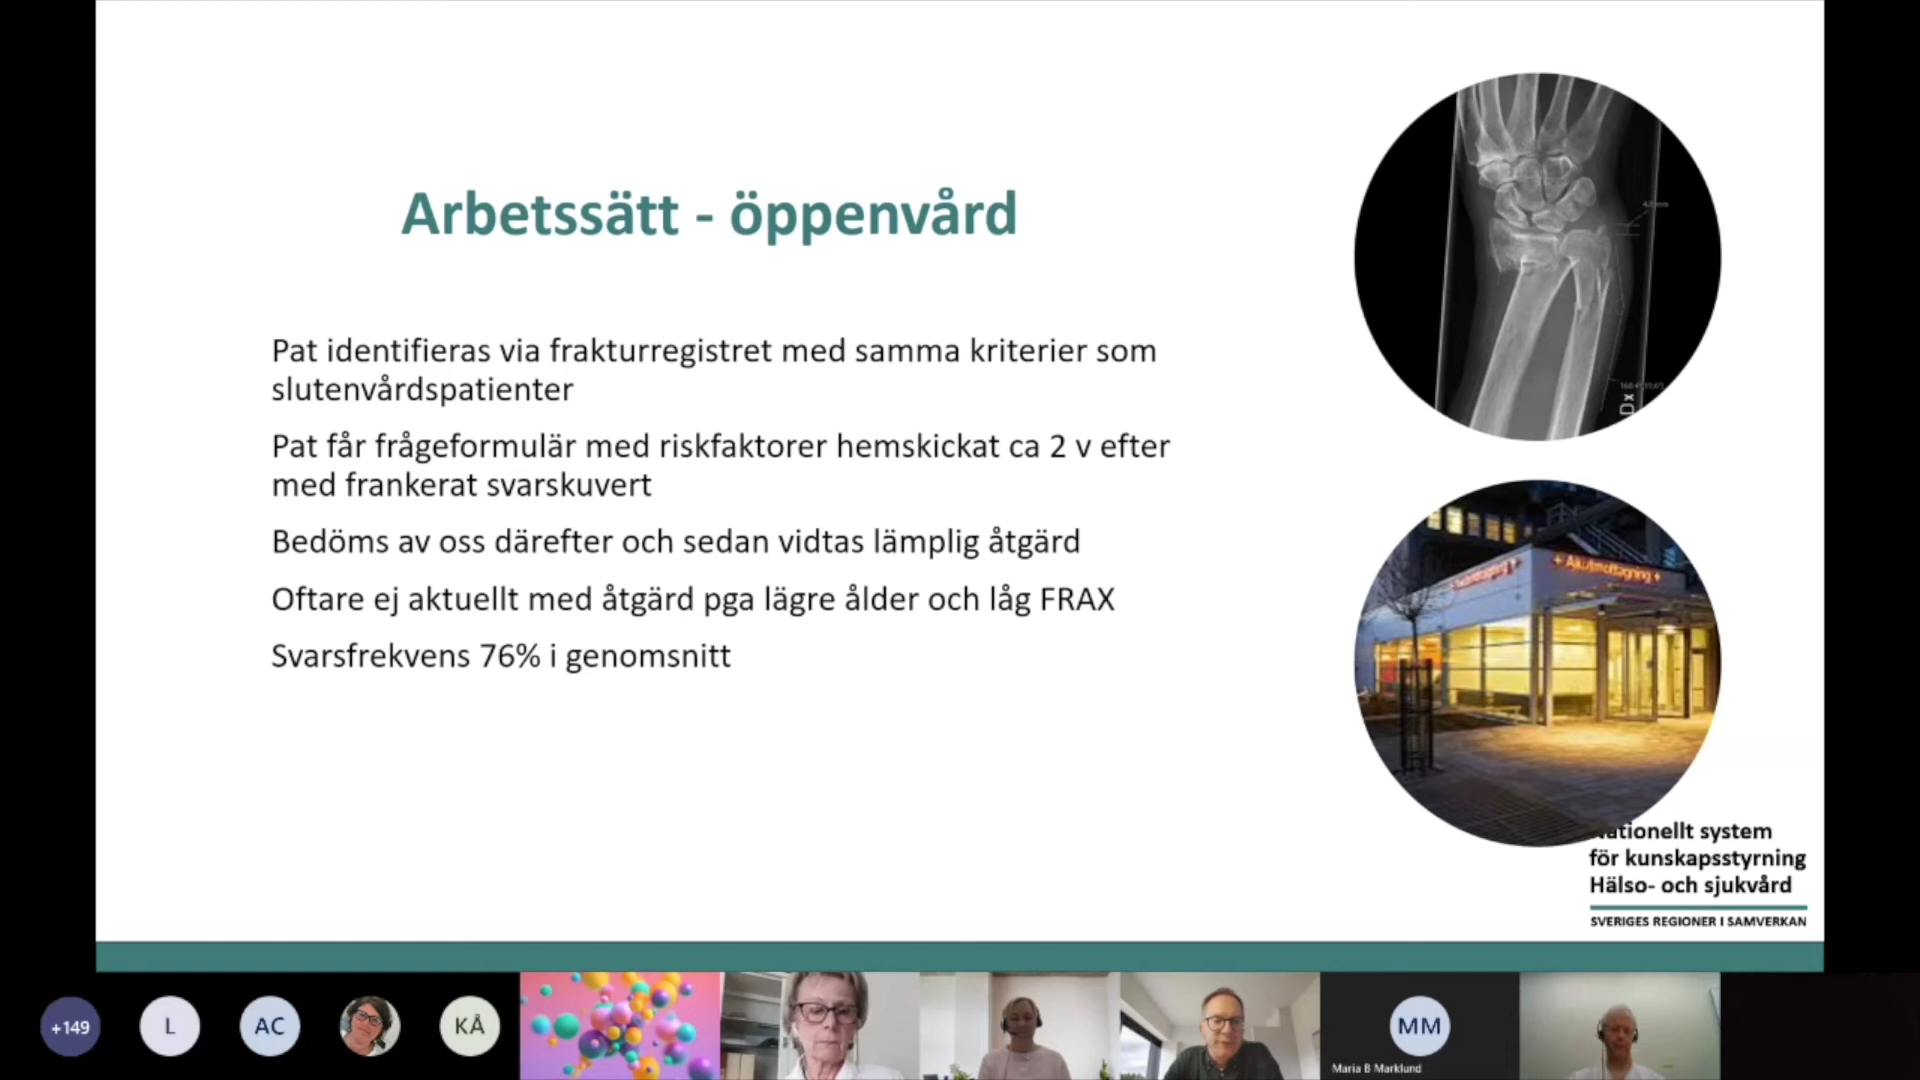 Arbetssätt - öppenvård
Pat identifieras via frakturregistret med samma kriterier som
slutenvårdspatienter
Pat får frågeformulär med riskfaktorer hemskickat ca 2 v efter
med frankerat svarskuvert
Bedöms av oss därefter och sedan vidtas lämplig åtgärd
Oftare ej aktuellt med åtgärd pga lägre ålder och låg FRAX
Svarsfrekvens 76% i genomsnitt
Dx
+ Akutmottagning +
system
för kunskapsstyrning
Hälso- och sjukvård
SVERIGES REGIONER I SAMVERKAN
+149
L
AC
KÅ
MM
Maria B Marklund